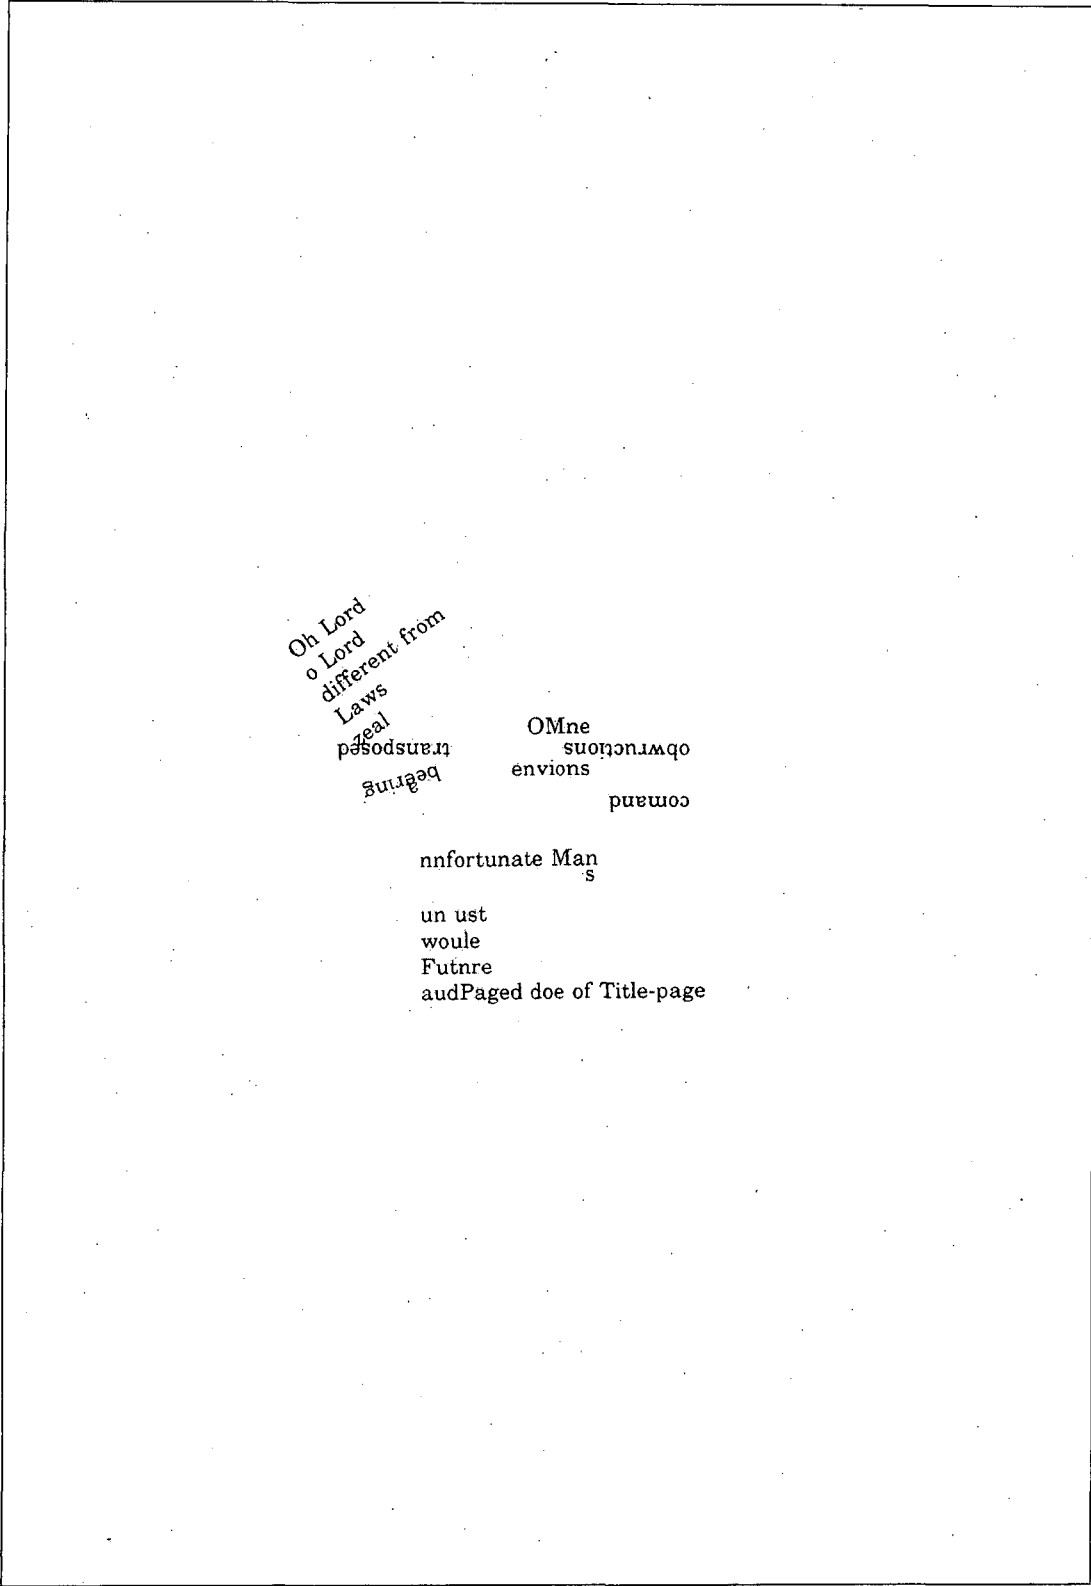 Oh Lord
o Lord
different from
Laws
zeal
transposed
beering
a
OMne
obwructions
envions
comand
nnfortunate Man
s
un ust
woule
Futnre
audPaged doe of Title-page